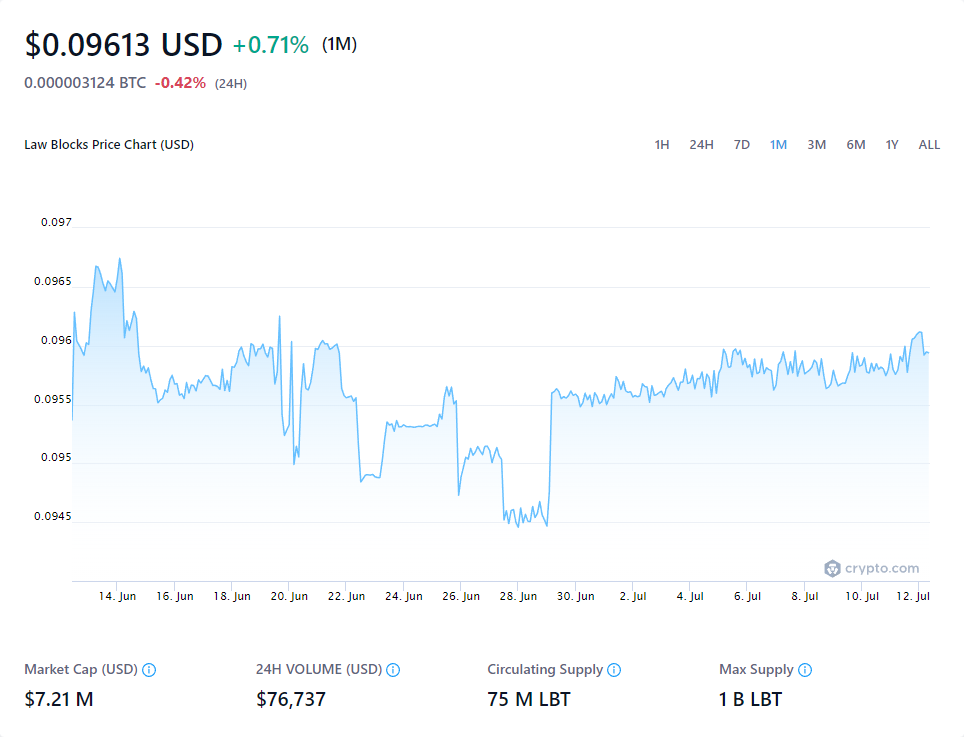 $0.09613 USD +0.71% (1M)
0.000003124 BTC -0.42% (24H)
Law Blocks Price Chart (USD) 1H 24H 7D 1M 3M 6M 1Y ALL
0.097
0.0965
0.096
0.0955
0.095
0.0945
crypto.com
14. Jun 16. Jun 18. Jun 20. Jun 22. Jun 24. Jun 26. Jun 28. Jun 30. Jun 2. Jul 4. Jul 6. Jul 8. Jul 10. Jul 12. Jul
Market Cap (USD) 24H VOLUME (USD) Circulating Supply Max Supply
$7.21 M $76,737 75 M LBT 1 B LBT